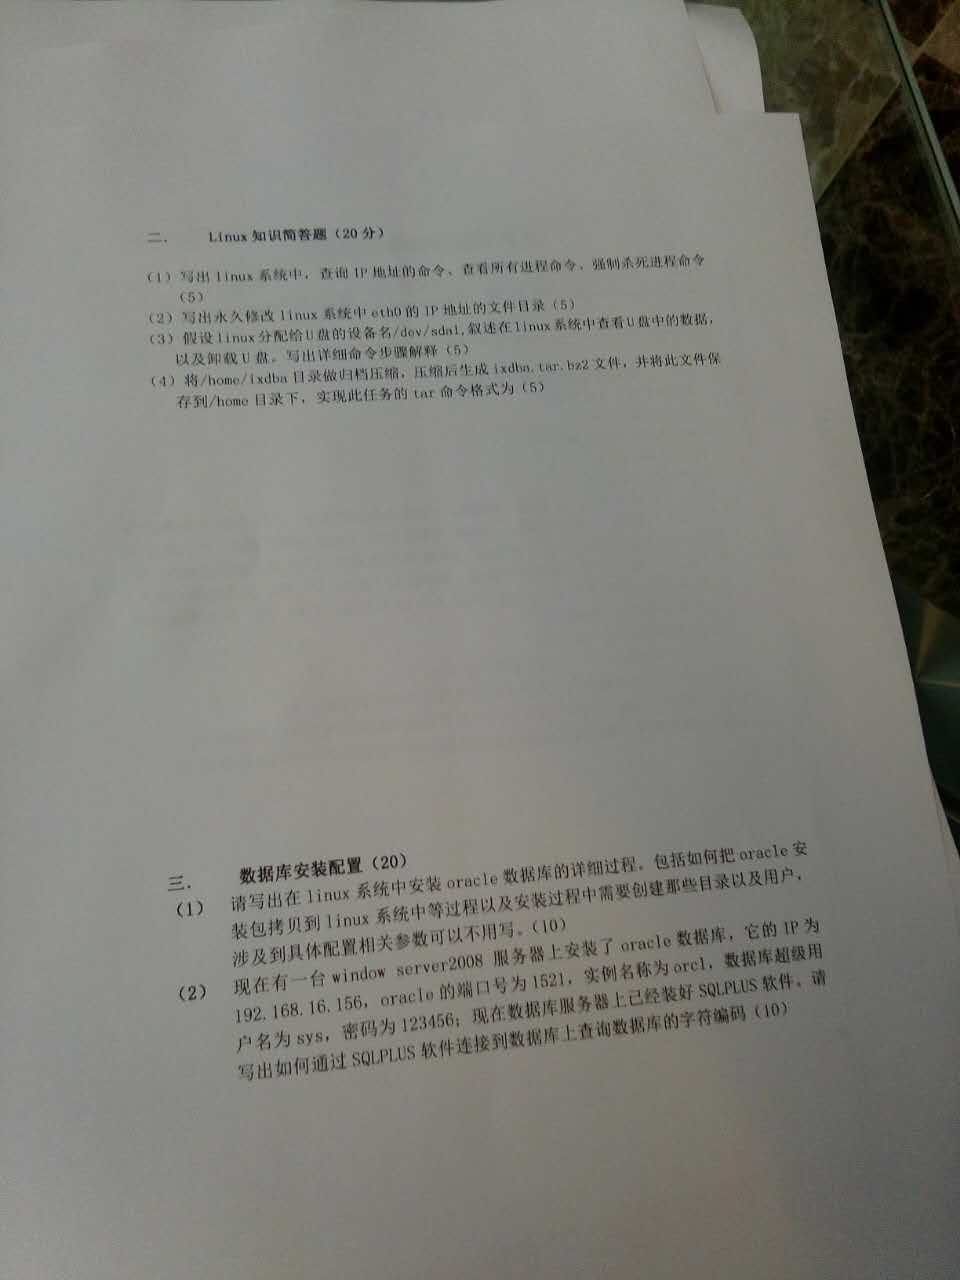 二. Linux 知识简答题（20 分）
（1）写出 linux 系统中，查询 IP 地址的命令、查看所有进程命令、强制杀死进程命令
（5）
（2）写出永久修改 linux 系统中 eth0 的 IP 地址的文件目录（5）
（3）假设 linux 分配给 U 盘的设备名/dev/sda1,叙述在 linux 系统中查看 U 盘中的数据,
以及卸载 U 盘。写出详细命令步骤解释（5）
（4）将/home/ixdba 目录做归档压缩，压缩后生成 ixdba.tar.bz2 文件，并将此文件保
存到/home 目录下，实现此任务的 tar 命令格式为（5）
三. 数据库安装配置（20）
（1） 请写出在 linux 系统中安装 oracle 数据库的详细过程。包括如何把 oracle 安
装包拷贝到 linux 系统中等过程以及安装过程中需要创建那些目录以及用户，
涉及到具体配置相关参数可以不用写。（10）
（2） 现在有一台 window server2008 服务器上安装了 oracle 数据库，它的 IP 为
192.168.16.156，oracle 的端口号为 1521，实例名称为 orcl，数据库超级用
户名为 sys，密码为 123456；现在数据库服务器上已经装好 SQLPLUS 软件。请
写出如何通过 SQLPLUS 软件连接到数据库上查询数据库的字符编码（10）